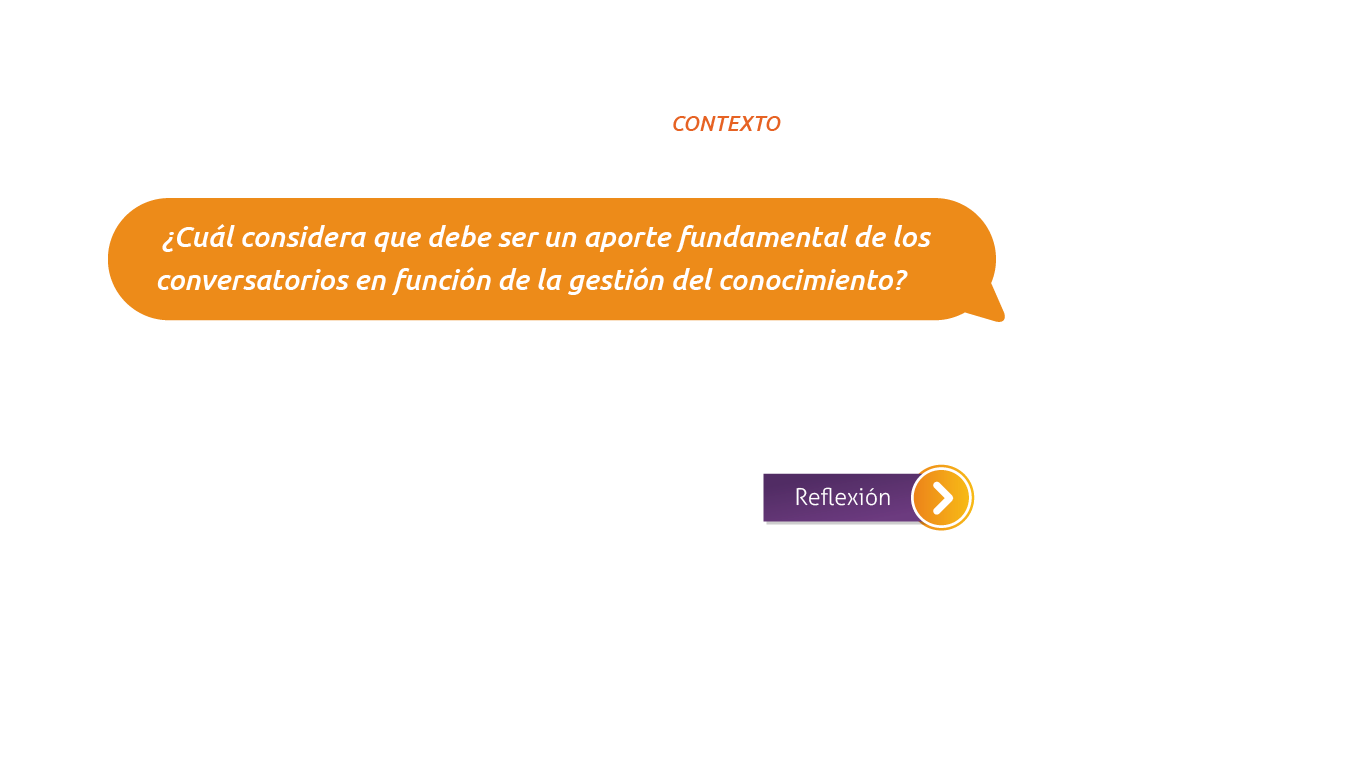 CONTEXTO
¿Cuál considera que debe ser un aporte fundamental de los
conversatorios en función de la gestión del conocimiento?
Reflexión